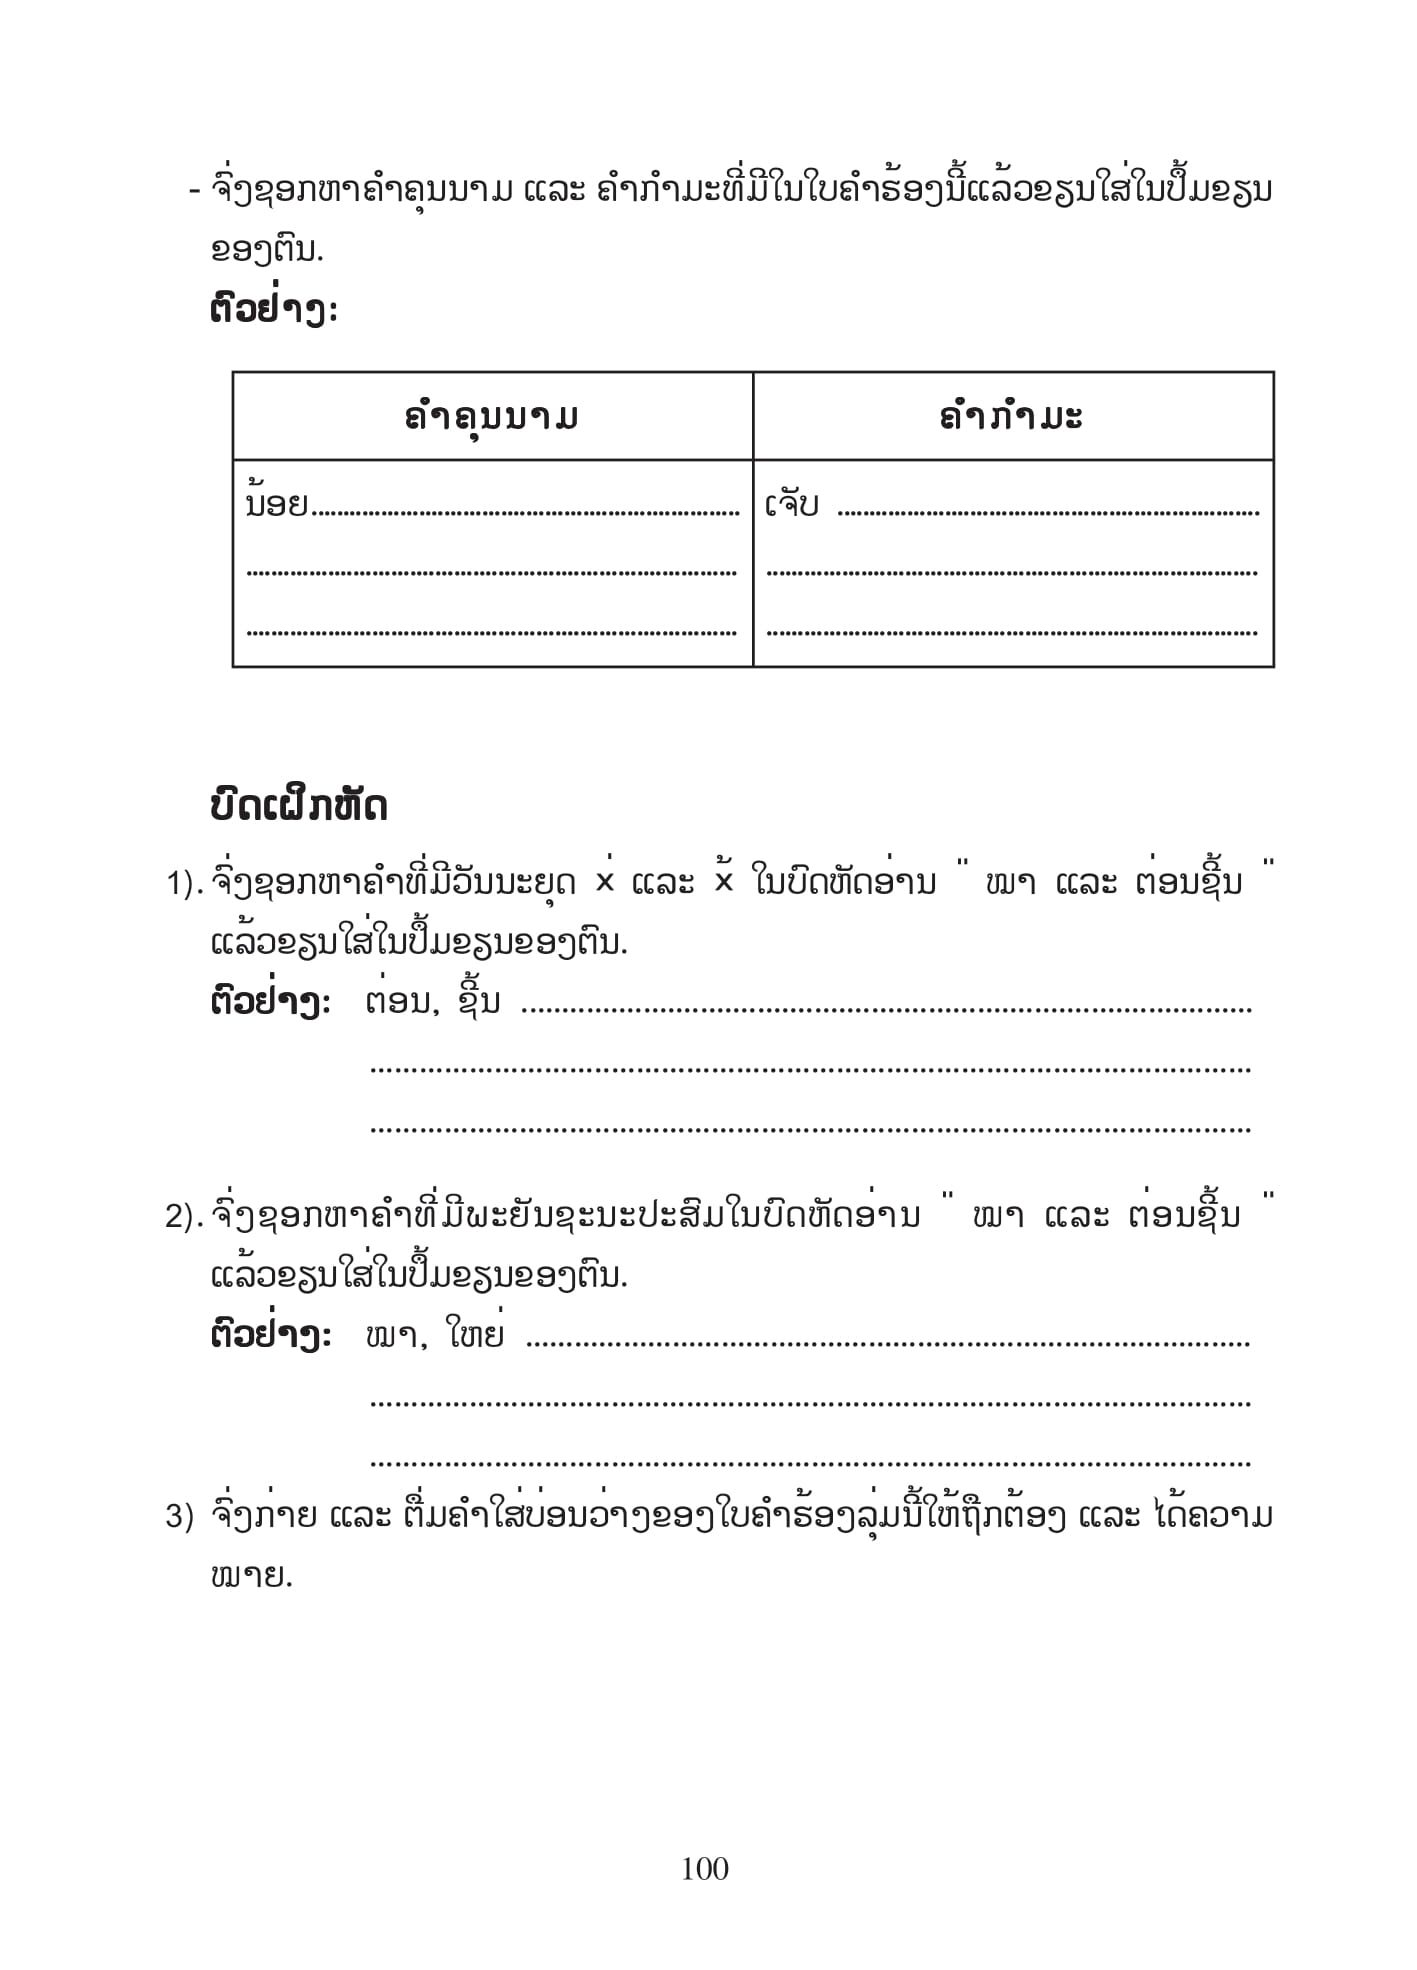 - ຈົ່ງຊອກຫາຄຳຄຸນນາມ ແລະ ຄຳກຳມະທີ່ມີໃນໃບຄຳຮ້ອງນີ້ແລ້ວຂຽນໃສ່ໃນປຶ້ມຂຽນ
ຂອງຕົນ.
ຕົວຢ່າງ:
ຄຳຄຸນນາມ ຄຳກຳມະ
ນ້ອຍ.................................................................... ເຈັບ ....................................................................
.............................................................................. ..............................................................................
.............................................................................. ..............................................................................
ບົດເຝິກຫັດ
1). ຈົ່ງຊອກຫາຄຳທີ່ມີວັນນະຍຸດ x່ ແລະ x້ ໃນບົດຫັດອ່ານ " ໝາ ແລະ ຕ່ອນຊີ້ນ "
ແລ້ວຂຽນໃສ່ໃນປຶ້ມຂຽນຂອງຕົນ.
ຕົວຢ່າງ: ຕ່ອນ, ຊີ້ນ ..........................................................................................
............................................................................................................
............................................................................................................
2). ຈົ່ງຊອກຫາຄຳທີ່ມີພະຍັນຊະນະປະສົມໃນບົດຫັດອ່ານ " ໝາ ແລະ ຕ່ອນຊີ້ນ "
ແລ້ວຂຽນໃສ່ໃນປຶ້ມຂຽນຂອງຕົນ.
ຕົວຢ່າງ: ໝາ, ໃຫຍ່ ..........................................................................................
............................................................................................................
............................................................................................................
3) ຈົ່ງກ່າຍ ແລະ ຕື່ມຄຳໃສ່ບ່ອນວ່າງຂອງໃບຄຳຮ້ອງລຸ່ມນີ້ໃຫ້ຖືກຕ້ອງ ແລະ ໄດ້ຄວາມ
ໝາຍ.
100